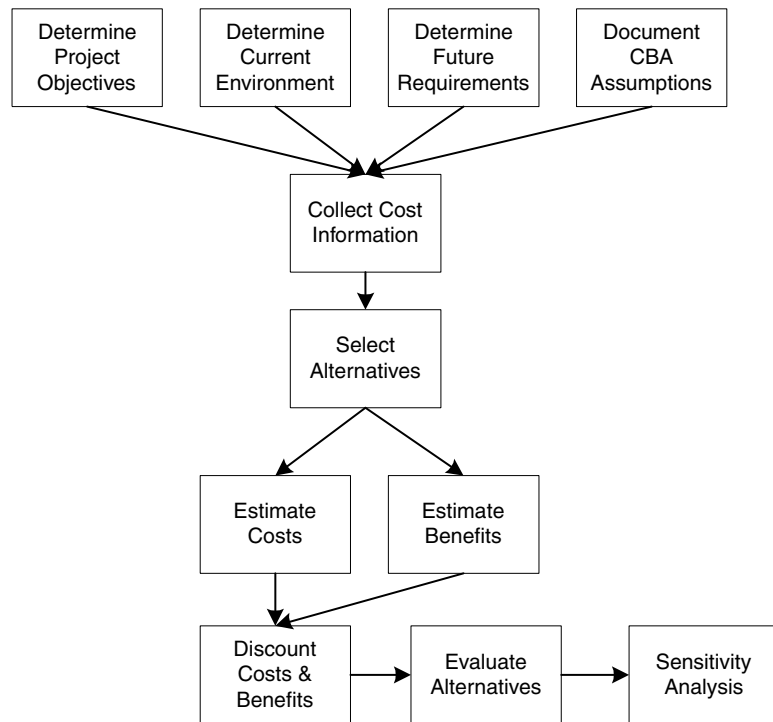 Determine
Project
Objectives
Determine
Current
Environment
Determine
Future
Requirements
Document
CBA
Assumptions
Collect Cost
Information
Select
Alternatives
Estimate
Costs
Estimate
Benefits
Discount
Costs &
Benefits
Evaluate
Alternatives
Sensitivity
Analysis